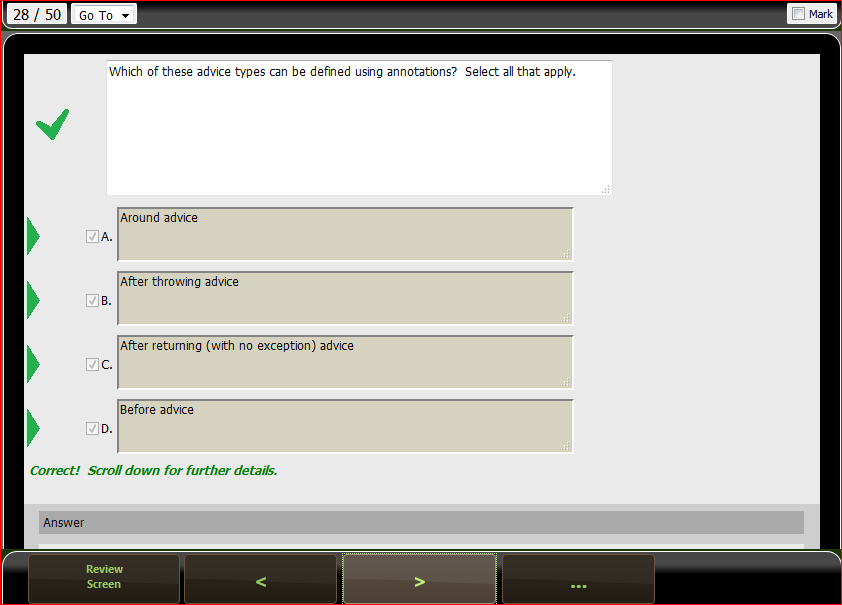 28 / 50 Go To Mark
Which of these advice types can be defined using annotations?  Select all that apply.
A. Around advice
B. After throwing advice
C. After returning (with no exception) advice
D. Before advice
Correct!  Scroll down for further details.
Answer
Review
Screen
<
>
...